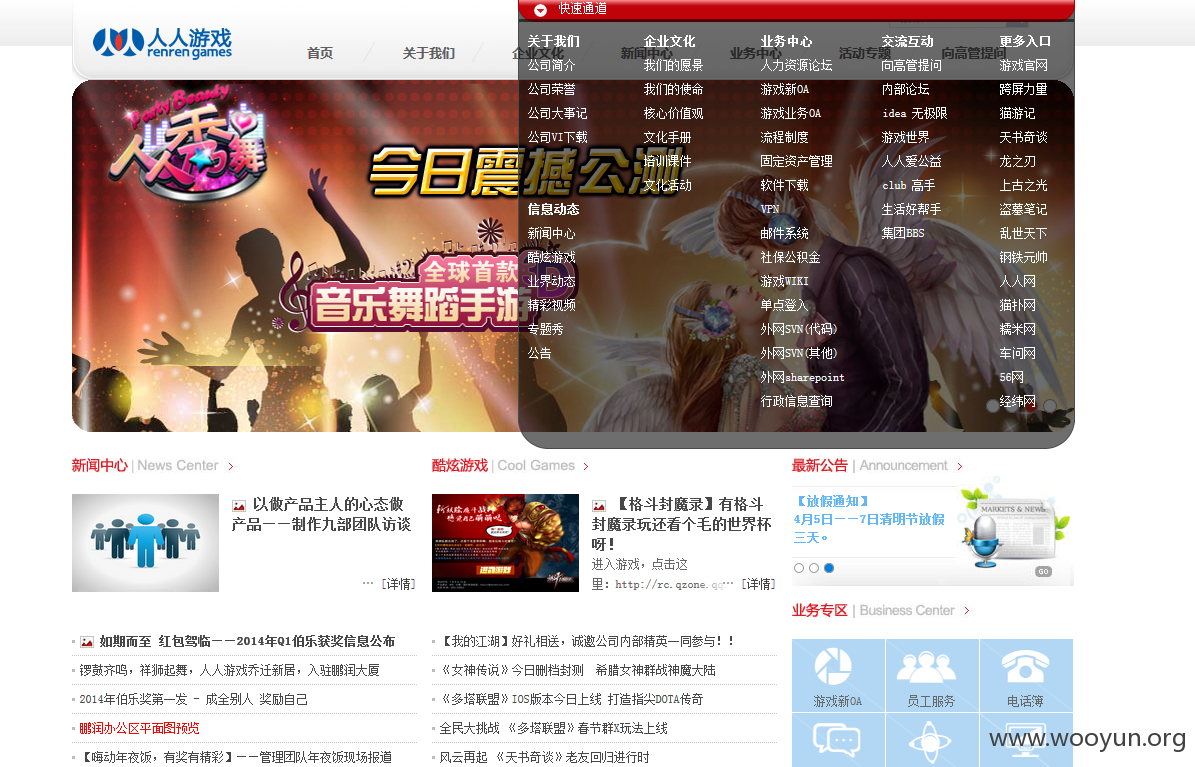 快速通道
人人游戏
renren games
首页
关于我们
企业文化
新闻中心
业务中心
活动专题
向高管提问
关于我们
公司简介
公司荣誉
公司大事记
公司VI下载
信息动态
新闻中心
酷炫游戏
业界动态
精彩视频
专题秀
公告
企业文化
我们的愿景
我们的使命
核心价值观
文化手册
培训课件
文化活动
业务中心
人力资源论坛
游戏新OA
游戏业务OA
流程制度
固定资产管理
软件下载
VPN
邮件系统
社保公积金
游戏WIKI
单点登入
外网SVN(代码)
外网SVN(其他)
外网sharepoint
行政信息查询
交流互动
向高管提问
内部论坛
idea 无极限
游戏世界
人人爱公益
club 高手
生活好帮手
集团BBS
更多入口
游戏官网
跨屏力量
猫游记
天书奇谈
龙之刃
上古之光
盗墓笔记
乱世天下
钢铁元帅
人人网
猫扑网
糯米网
车问网
56网
经纬网
Party Beauty
人人秀舞
今日震撼公测
全球首款
音乐舞蹈手游
新闻中心 | News Center
以做产品主人的心态做
产品——制作九部团队访谈
... [详情]
如期而至 红包驾临——2014年Q1伯乐获奖信息公布
锣鼓齐鸣，祥狮起舞，人人游戏乔迁新居，入驻鹏润大厦
2014年伯乐奖第一发 - 成全别人 奖励自己
鹏润办公区平面图预览
【嗨动年夜饭，有奖有精彩】——管理团队年夜饭现场报道
酷炫游戏 | Cool Games
【格斗封魔录】有格斗
封魔录玩还看个毛的世界杯
呀！
进入游戏，点击这
里：http://rc.qzone.qq... [详情]
【我的江湖】好礼相送，诚邀公司内部精英一同参与！！
《女神传说》今日删档封测 希腊女神群战神魔大陆
《多塔联盟》IOS版本今日上线 打造指尖DOTA传奇
全民大挑战 《多塔联盟》春节群X玩法上线
风云再起 《天书奇谈》老友回归进行时
最新公告 | Announcement
【放假通知】
4月5日——7日清明节放假
三天。
MARKETS & NEWS
GO
业务专区 | Business Center
游戏新OA
员工服务
电话簿
www.wooyun.org